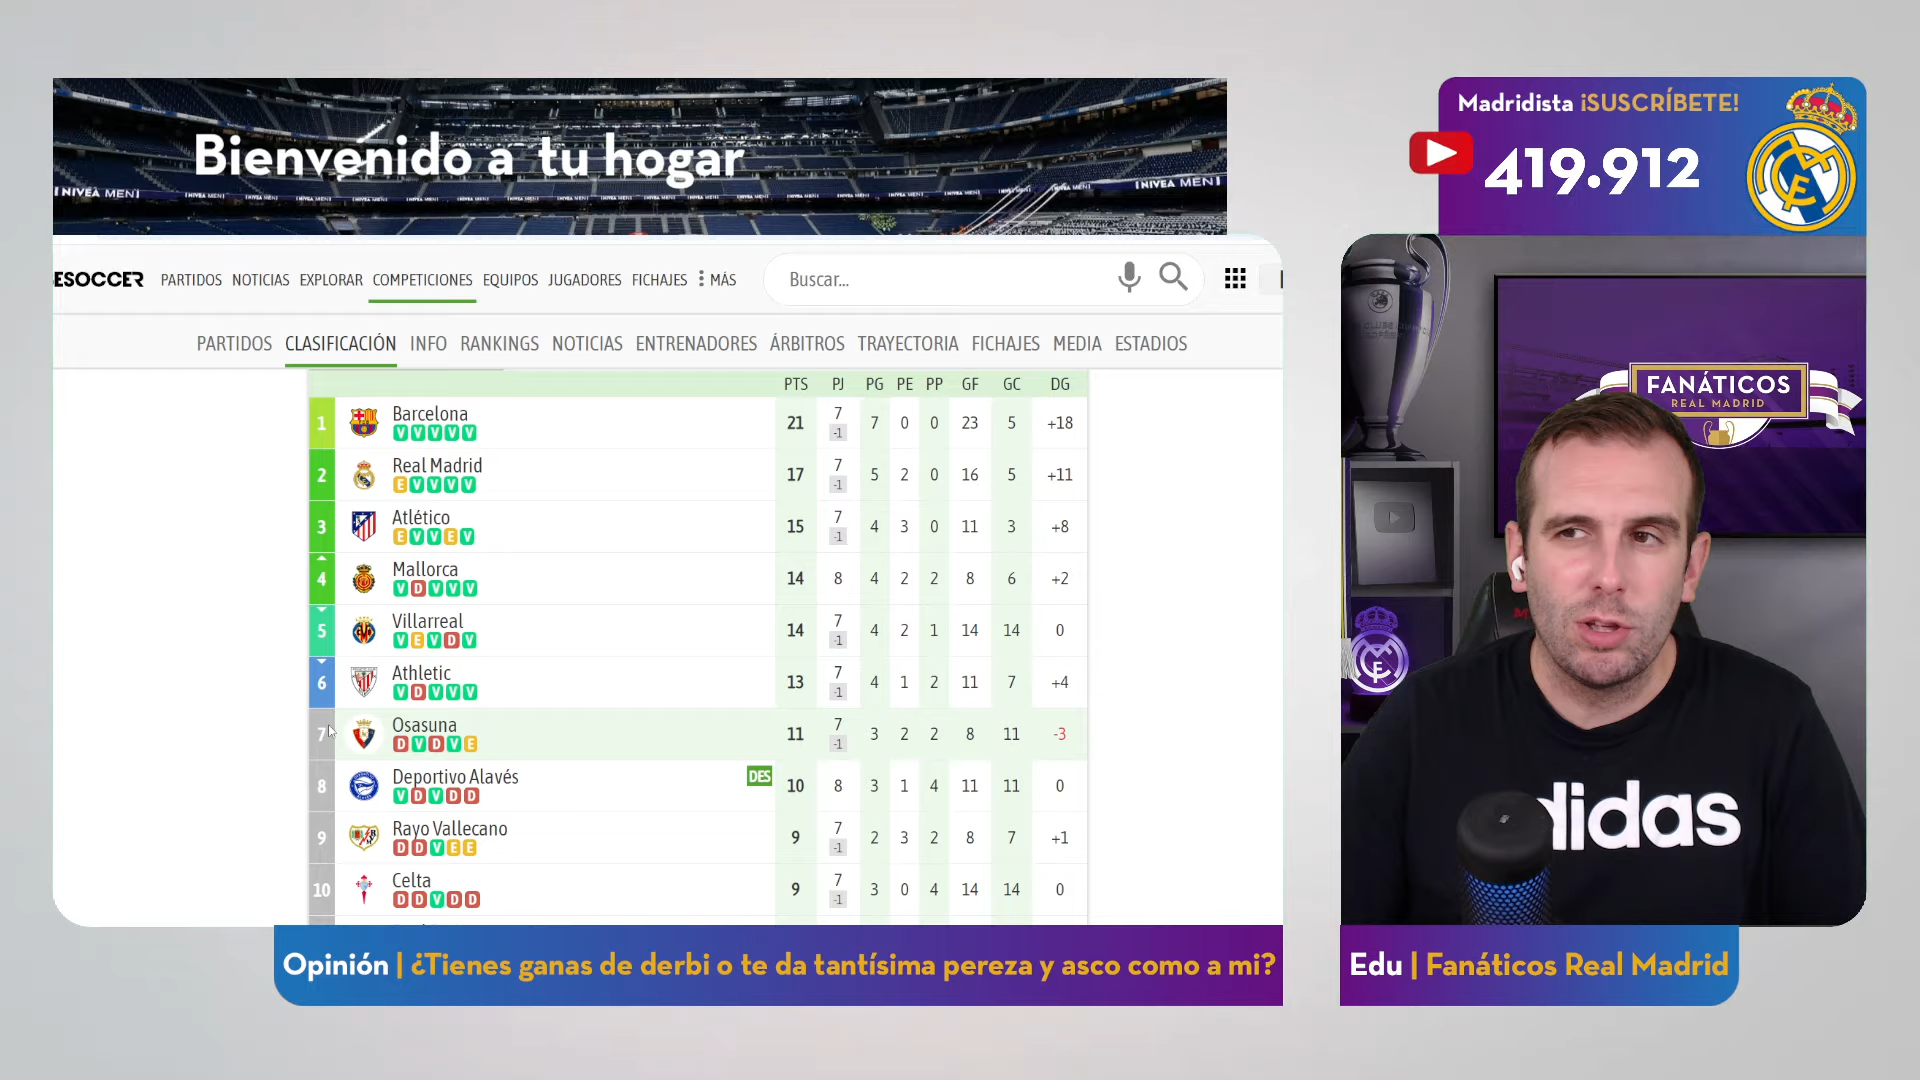 Bienvenido a tu hogar
NIVEA MEN
NIVEA MEN
Madridista ¡SUSCRÍBETE!
419.912
ESOCCER PARTIDOS NOTICIAS EXPLORAR COMPETICIONES EQUIPOS JUGADORES FICHAJES MÁS Buscar...
PARTIDOS CLASIFICACIÓN INFO RANKINGS NOTICIAS ENTRENADORES ÁRBITROS TRAYECTORIA FICHAJES MEDIA ESTADIOS
PTS PJ PG PE PP GF GC DG
1 Barcelona 21 7 -1 7 0 0 23 5 +18
V V V V V
2 Real Madrid 17 7 -1 5 2 0 16 5 +11
E V V V V
3 Atlético 15 7 -1 4 3 0 11 3 +8
E V V E V
4 Mallorca 14 8 4 2 2 8 6 +2
V D V V V
5 Villarreal 14 7 -1 4 2 1 14 14 0
V E V D V
6 Athletic 13 7 -1 4 1 2 11 7 +4
V D V V V
7 Osasuna 11 7 -1 3 2 2 8 11 -3
D V D V E
8 Deportivo Alavés DES 10 8 3 1 4 11 11 0
V D V D D
9 Rayo Vallecano 9 7 -1 2 3 2 8 7 +1
D D V E E
10 Celta 9 7 -1 3 0 4 14 14 0
D D V D D
FANÁTICOS
REAL MADRID
adidas
Opinión | ¿Tienes ganas de derbi o te da tantísima pereza y asco como a mi?
Edu | Fanáticos Real Madrid